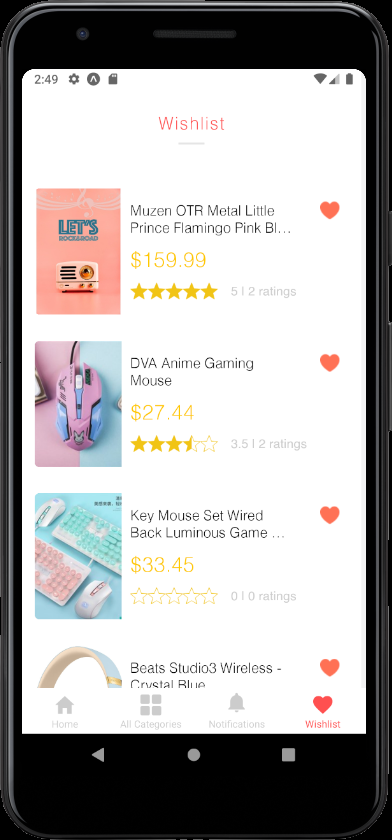 2:49
Wishlist
LET'S
ROCK&ROAD
Muzen OTR Metal Little
Prince Flamingo Pink Bl...
$159.99
5 | 2 ratings
DVA Anime Gaming
Mouse
$27.44
3.5 | 2 ratings
Key Mouse Set Wired
Back Luminous Game ...
$33.45
0 | 0 ratings
Beats Studio3 Wireless -
Crystal Blue
Home
All Categories
Notifications
Wishlist